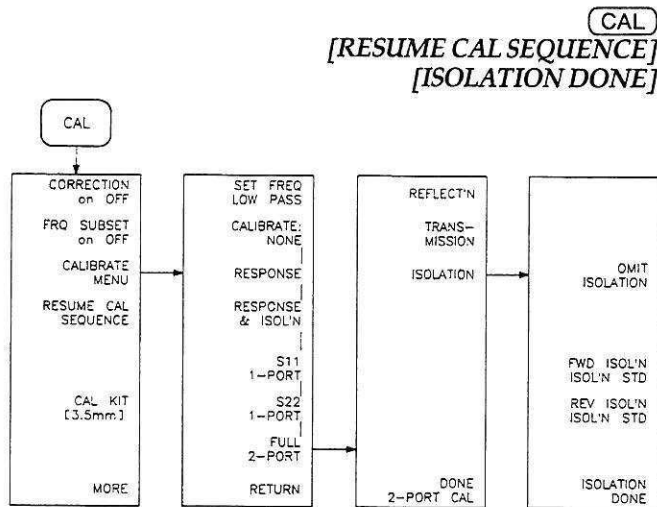 CAL
[RESUME CAL SEQUENCE]
[ISOLATION DONE]
CAL
CORRECTION
on OFF
FRQ SUBSET
on OFF
CALIBRATE
MENU
RESUME CAL
SEQUENCE
CAL KIT
[3.5mm]
MORE
SET FREQ
LOW PASS
CALIBRATE:
NONE
RESPONSE
RESPONSE
& ISOL'N
S11
1-PORT
S22
1-PORT
FULL
2-PORT
RETURN
REFLECT'N
TRANS-
MISSION
ISOLATION
DONE
2-PORT CAL
OMIT
ISOLATION
FWD ISOL'N
ISOL'N STD
REV ISOL'N
ISOL'N STD
ISOLATION
DONE